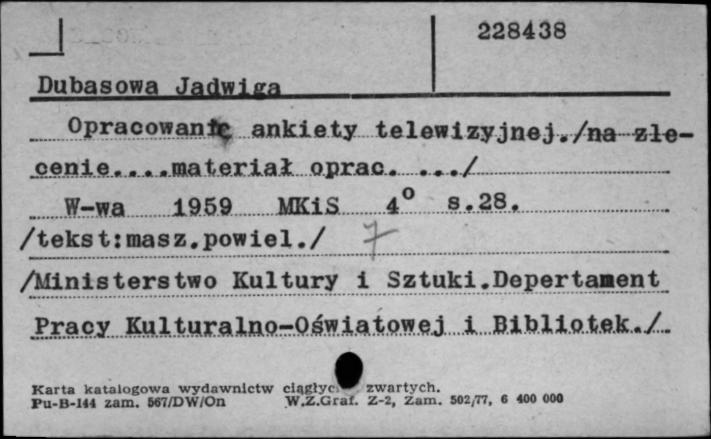 228438
Dubasowa Jadwiga
Opracowanie ankiety telewizyjnej./na zle-
cenie....materiał oprac. .../
W-wa 1959 MKiS 4° s.28.
/tekst:masz.powiel./ 7
/Ministerstwo Kultury i Sztuki.Depertament
Pracy Kulturalno-Oświatowej i Bibliotek./.
Karta katalogowa wydawnictw ciągłyc zwartych.
Pu-B-144 zam. 567/DW/On W.Z.Graf. Z-2, Zam. 502/77, 6 400 000